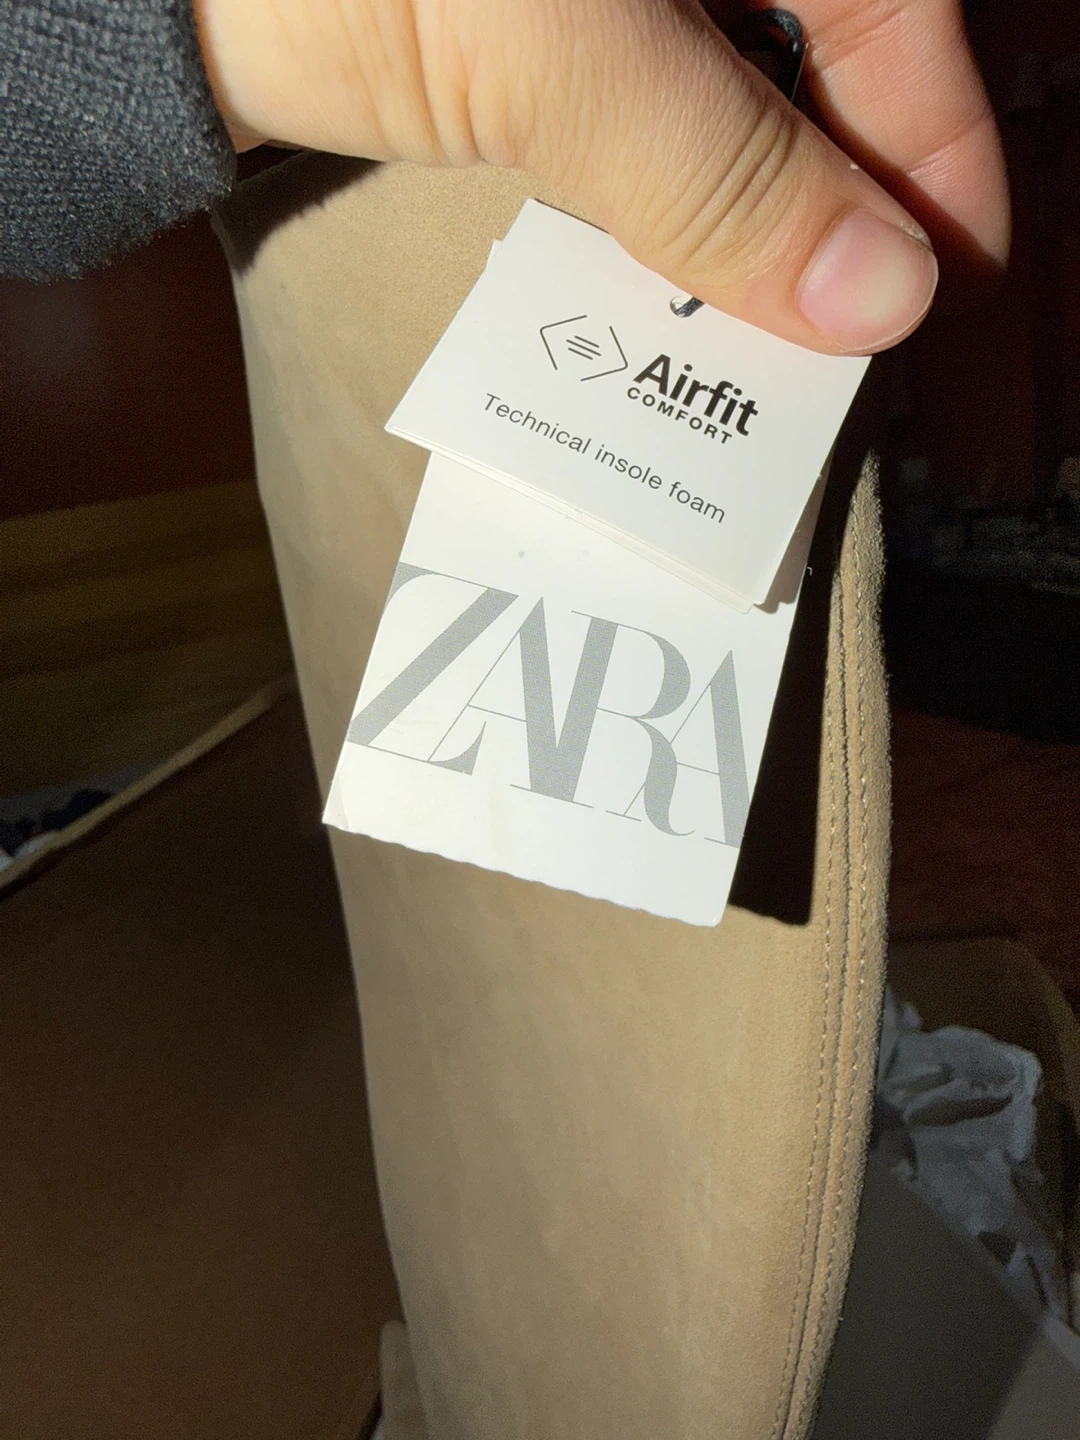 Airfit
COMFORT
Technical insole foam
ZARA